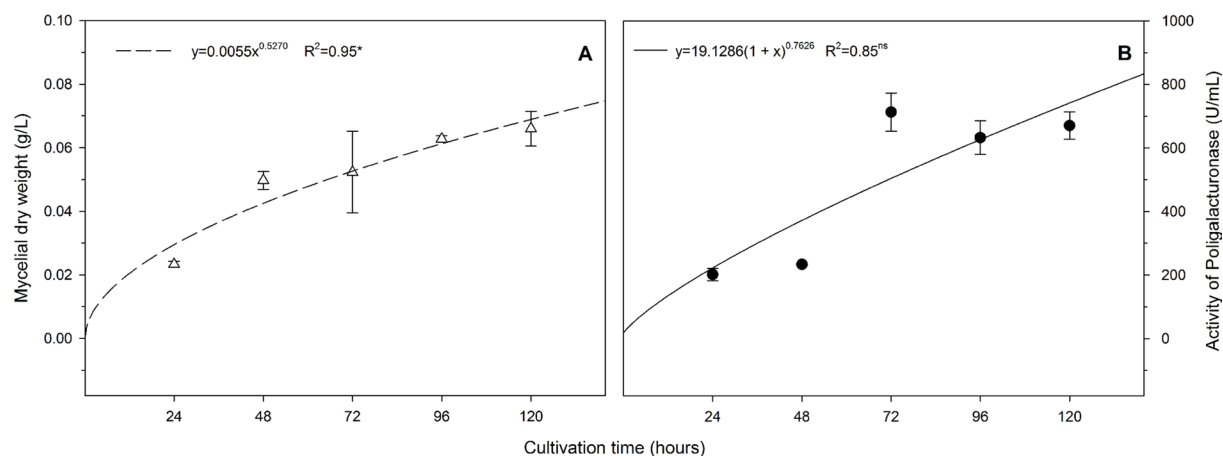 y=0.0055x^0.5270 R²=0.95*
A
Mycelial dry weight (g/L)
0.10
0.08
0.06
0.04
0.02
0.00
24 48 72 96 120
y=19.1286(1 + x)^0.7626 R²=0.85^ns
B
1000
800
600
400
200
0
Activity of Poligalacturonase (U/mL)
24 48 72 96 120
Cultivation time (hours)